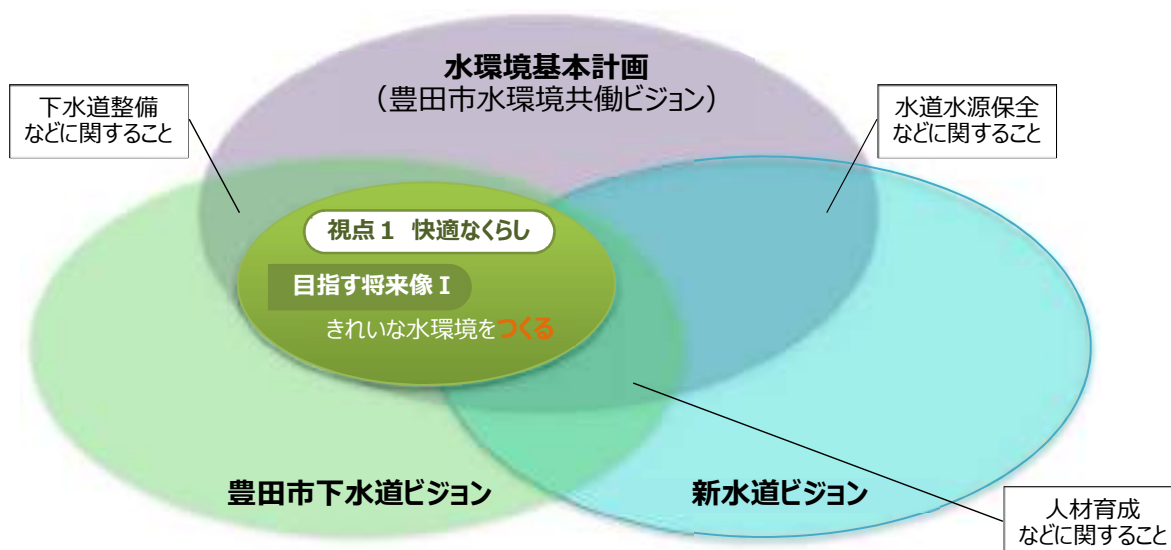 水環境基本計画
（豊田市水環境共働ビジョン）
下水道整備
などに関すること
水道水源保全
などに関すること
視点１ 快適なくらし
目指す将来像Ⅰ
きれいな水環境をつくる
豊田市下水道ビジョン
新水道ビジョン
人材育成
などに関すること